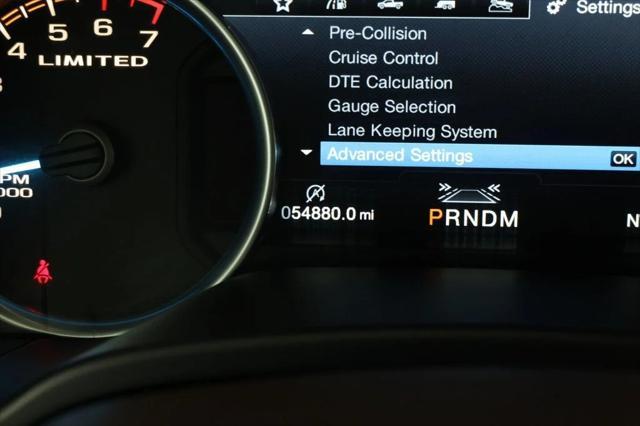 4 5 6 7
LIMITED
Settings
Pre-Collision
Cruise Control
DTE Calculation
Gauge Selection
Lane Keeping System
Advanced Settings OK
054880.0 mi PRNDM N